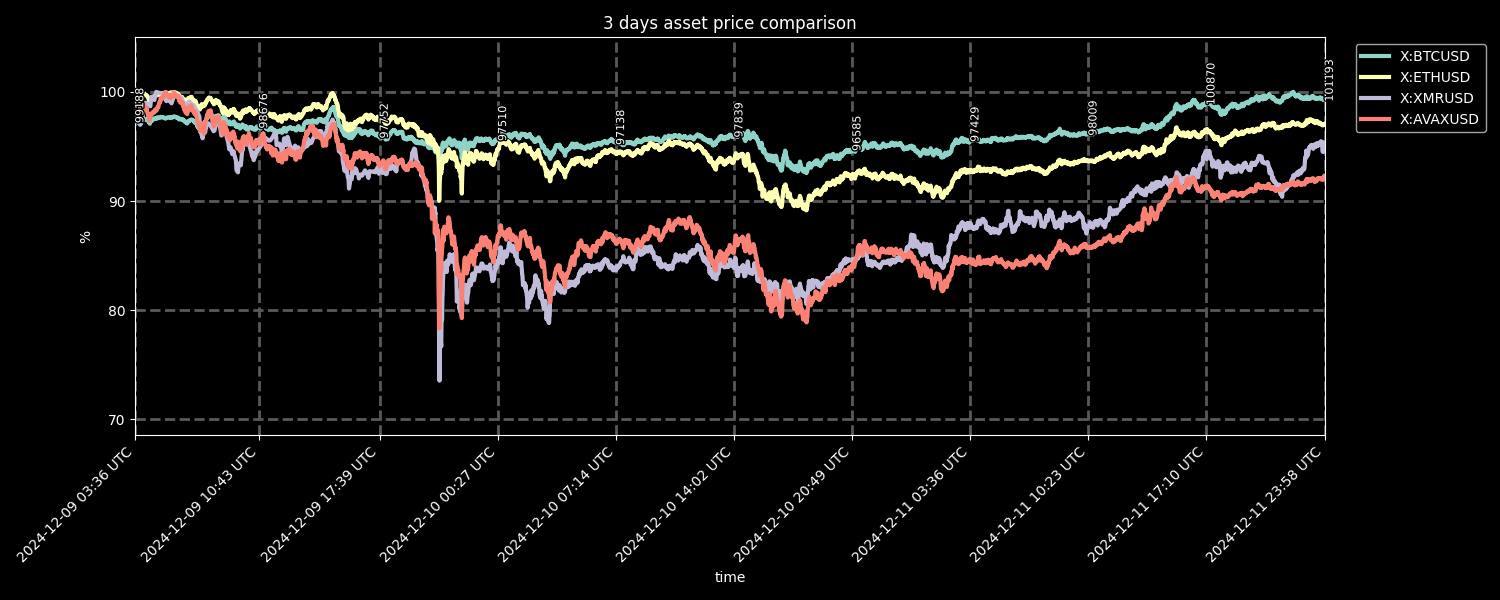 3 days asset price comparison
X:BTCUSD
X:ETHUSD
X:XMRUSD
X:AVAXUSD
100
90
80
70
%
99188
98676
97752
97510
97138
97839
96585
97429
98009
100870
101193
2024-12-09 03:36 UTC
2024-12-09 10:43 UTC
2024-12-09 17:39 UTC
2024-12-10 00:27 UTC
2024-12-10 07:14 UTC
2024-12-10 14:02 UTC
2024-12-10 20:49 UTC
2024-12-11 03:36 UTC
2024-12-11 10:23 UTC
2024-12-11 17:10 UTC
2024-12-11 23:58 UTC
time